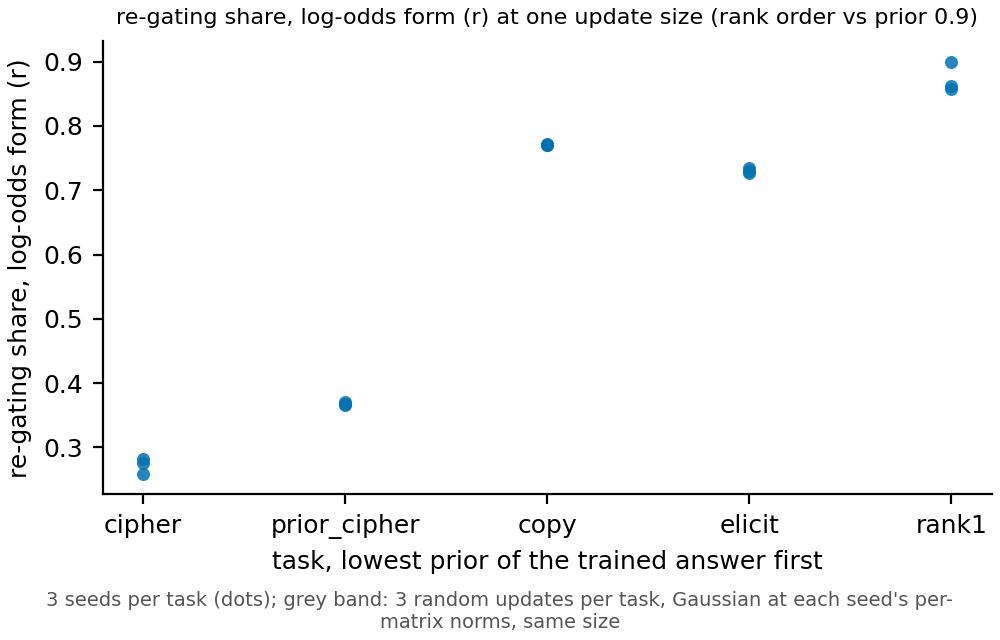 re-gating share, log-odds form (r) at one update size (rank order vs prior 0.9)
re-gating share, log-odds form (r)
0.9
0.8
0.7
0.6
0.5
0.4
0.3
cipher prior_cipher copy elicit rank1
task, lowest prior of the trained answer first
3 seeds per task (dots); grey band: 3 random updates per task, Gaussian at each seed's per-
matrix norms, same size